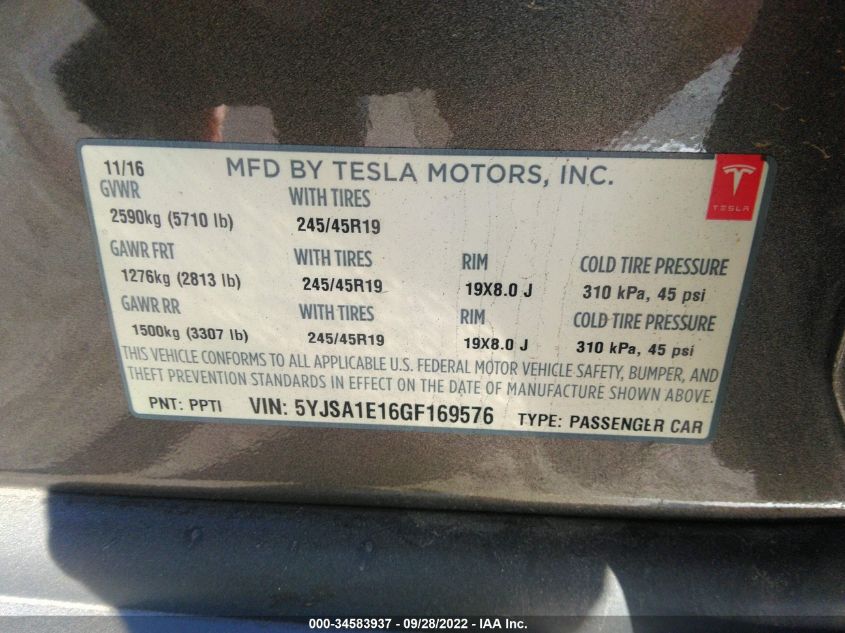 11/16 MFD BY TESLA MOTORS, INC.
TESLA
GVWR WITH TIRES
2590kg (5710 lb) 245/45R19
GAWR FRT WITH TIRES RIM COLD TIRE PRESSURE
1276kg (2813 lb) 245/45R19 19X8.0 J 310 kPa, 45 psi
GAWR RR WITH TIRES RIM COLD TIRE PRESSURE
1500kg (3307 lb) 245/45R19 19X8.0 J 310 kPa, 45 psi
THIS VEHICLE CONFORMS TO ALL APPLICABLE U.S. FEDERAL MOTOR VEHICLE SAFETY, BUMPER, AND
THEFT PREVENTION STANDARDS IN EFFECT ON THE DATE OF MANUFACTURE SHOWN ABOVE.
PNT: PPTI VIN: 5YJSA1E16GF169576 TYPE: PASSENGER CAR
000-34583937 - 09/28/2022 - IAA Inc.